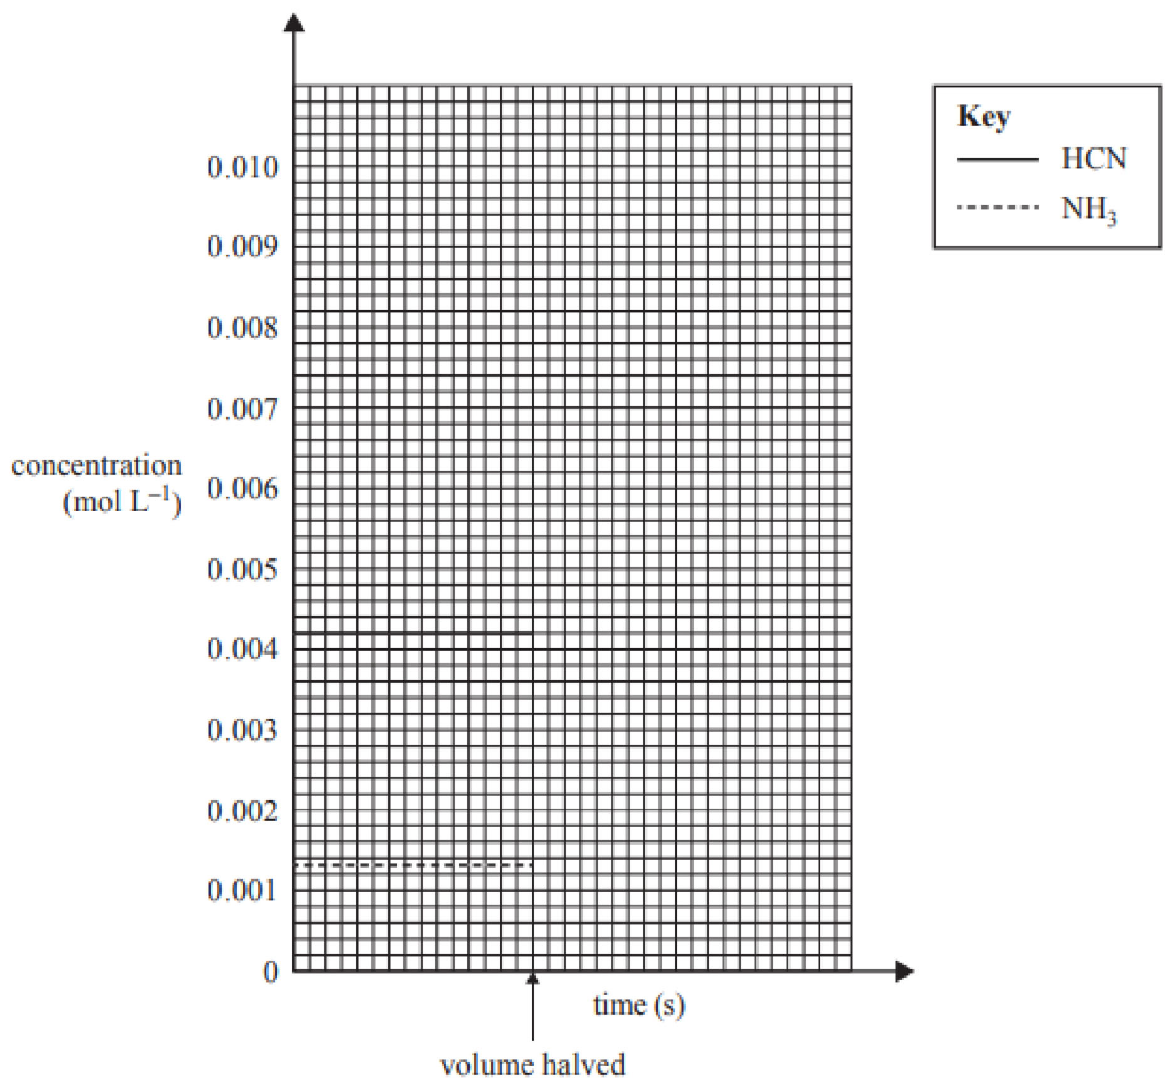 0.010
0.009
0.008
0.007
concentration
(mol L⁻¹)
0.006
0.005
0.004
0.003
0.002
0.001
0
time (s)
volume halved
Key
HCN
NH₃